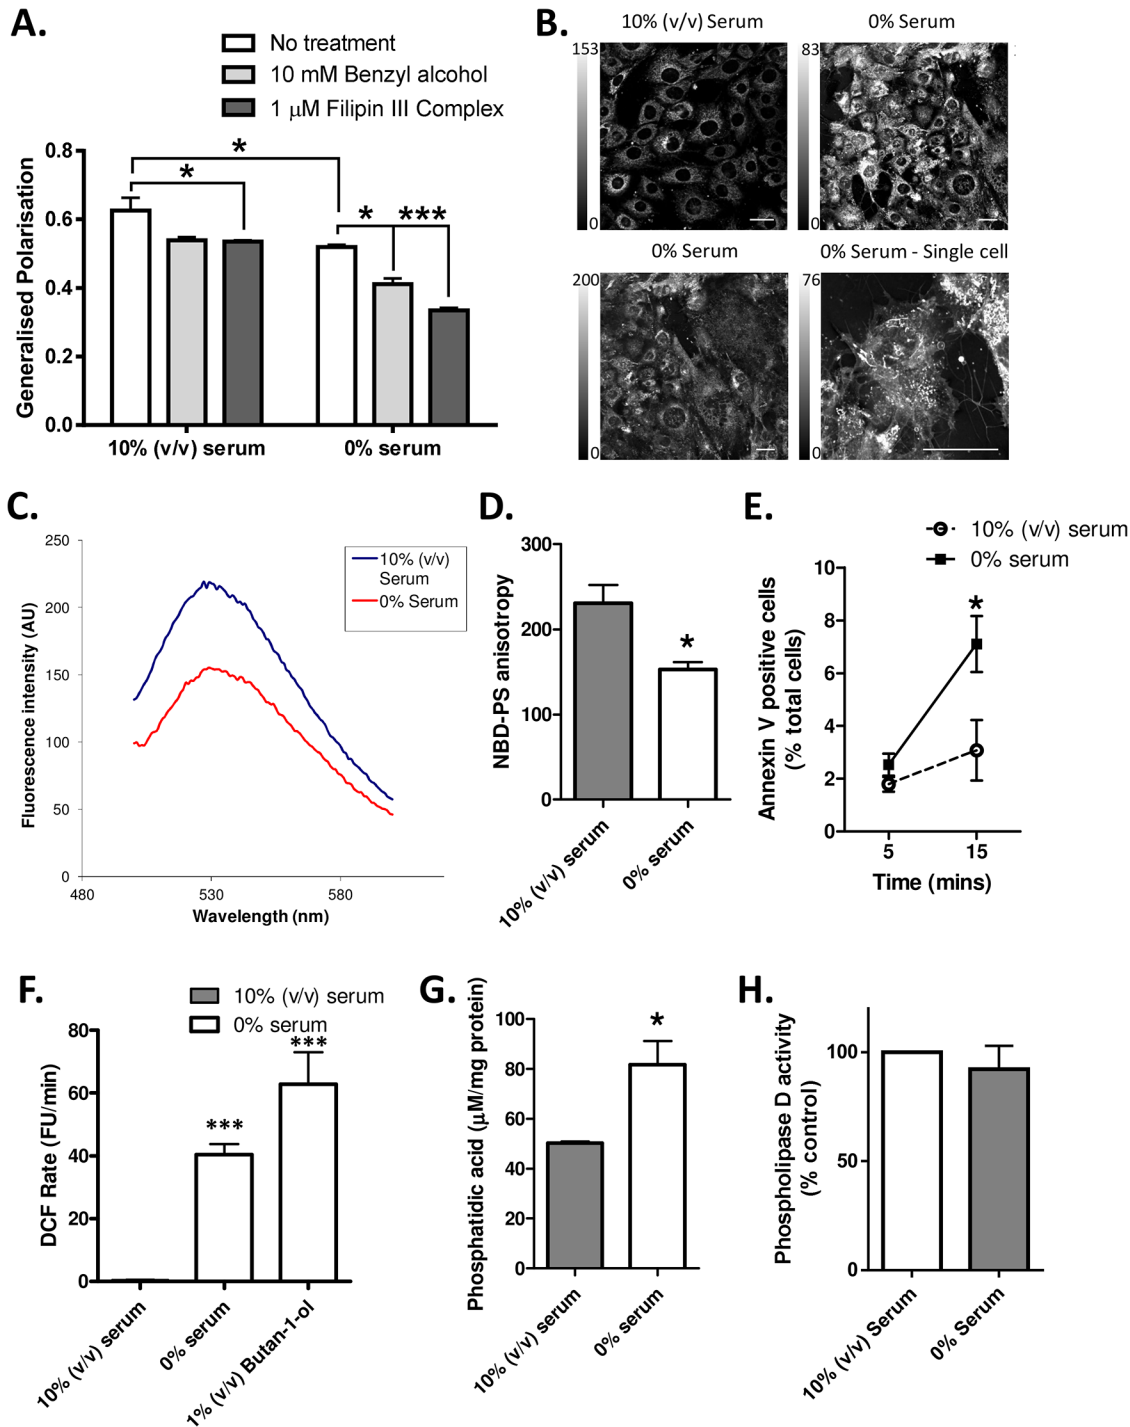 A.
No treatment
10 mM Benzyl alcohol
1 μM Filipin III Complex
Generalised Polarisation
0.8
0.6
0.4
0.2
0.0
*
*
*
***
10% (v/v) serum
0% serum
B.
10% (v/v) Serum
0% Serum
153
0
83
0
0% Serum
0% Serum - Single cell
200
0
76
0
C.
Fluorescence intensity (AU)
250
200
150
100
50
0
480
530
580
Wavelength (nm)
10% (v/v)
Serum
0% Serum
D.
NBD-PS anisotropy
300
200
100
0
*
10% (v/v) serum
0% serum
E.
10% (v/v) serum
0% serum
Annexin V positive cells
(% total cells)
10
8
6
4
2
0
*
5
15
Time (mins)
F.
10% (v/v) serum
0% serum
DCF Rate (FU/min)
80
60
40
20
0
***
***
10% (v/v) serum
0% serum
1% (v/v) Butan-1-ol
G.
Phosphatidic acid (μM/mg protein)
100
80
60
40
20
0
*
10% (v/v) serum
0% serum
H.
Phospholipase D activity
(% control)
100
50
0
10% (v/v) Serum
0% Serum